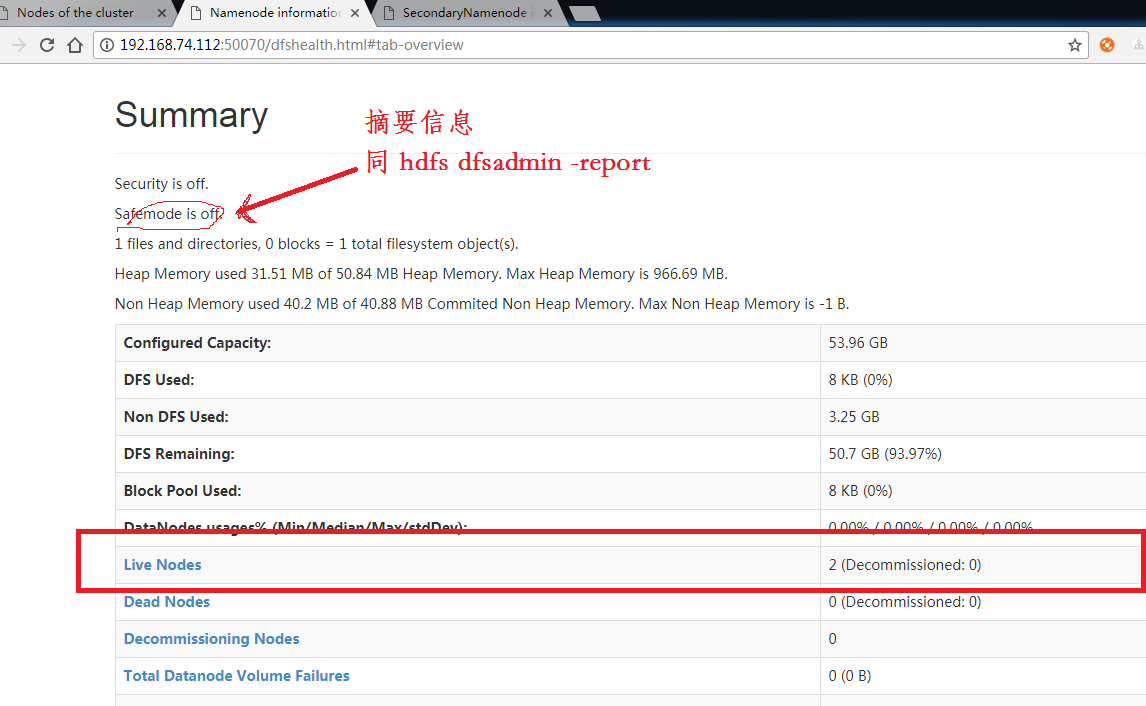 Nodes of the cluster
Namenode information
SecondaryNamenode i
192.168.74.112:50070/dfshealth.html#tab-overview
Summary
摘要信息
同 hdfs dfsadmin -report
Security is off.
Safemode is off.
1 files and directories, 0 blocks = 1 total filesystem object(s).
Heap Memory used 31.51 MB of 50.84 MB Heap Memory. Max Heap Memory is 966.69 MB.
Non Heap Memory used 40.2 MB of 40.88 MB Commited Non Heap Memory. Max Non Heap Memory is -1 B.
Configured Capacity: 53.96 GB
DFS Used: 8 KB (0%)
Non DFS Used: 3.25 GB
DFS Remaining: 50.7 GB (93.97%)
Block Pool Used: 8 KB (0%)
DataNodes usages% (Min/Median/Max/stdDev): 0.00% / 0.00% / 0.00% / 0.00%
Live Nodes 2 (Decommissioned: 0)
Dead Nodes 0 (Decommissioned: 0)
Decommissioning Nodes 0
Total Datanode Volume Failures 0 (0 B)